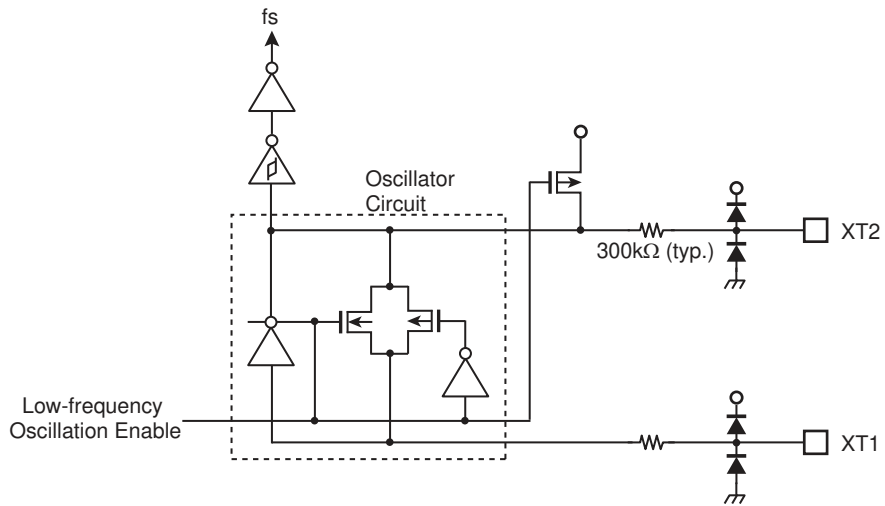 fs
Oscillator
Circuit
300kΩ (typ.)
XT2
Low-frequency
Oscillation Enable
XT1